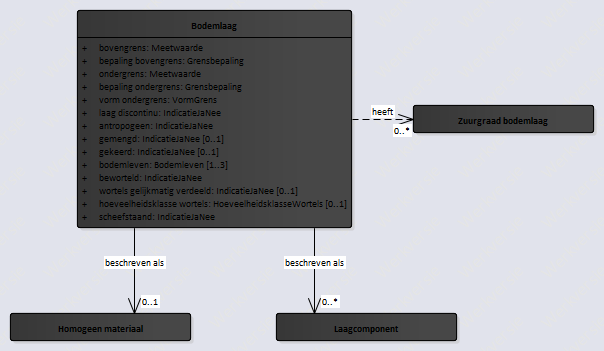 Bodemlaag
+ bovengrens: Meetwaarde
+ bepaling bovengrens: Grensbepaling
+ ondergrens: Meetwaarde
+ bepaling ondergrens: Grensbepaling
+ vorm ondergrens: VormGrens
+ laag discontinu: IndicatieJaNee
+ antropogeen: IndicatieJaNee
+ gemengd: IndicatieJaNee [0..1]
+ gekeerd: IndicatieJaNee [0..1]
+ bodemleven: Bodemleven [1..3]
+ beworteld: IndicatieJaNee
+ wortels gelijkmatig verdeeld: IndicatieJaNee [0..1]
+ hoeveelheidsklasse wortels: HoeveelheidsklasseWortels [0..1]
+ scheefstaand: IndicatieJaNee
heeft
0..*
Zuurgraad bodemlaag
beschreven als
beschreven als
0..1
0..*
Homogeen materiaal
Laagcomponent